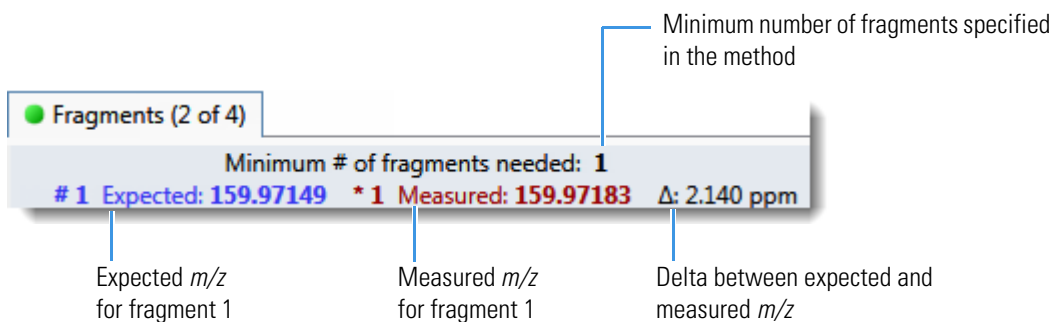 Minimum number of fragments specified
in the method
Fragments (2 of 4)
Minimum # of fragments needed: 1
# 1 Expected: 159.97149 * 1 Measured: 159.97183 Δ: 2.140 ppm
Expected m/z
for fragment 1
Measured m/z
for fragment 1
Delta between expected and
measured m/z